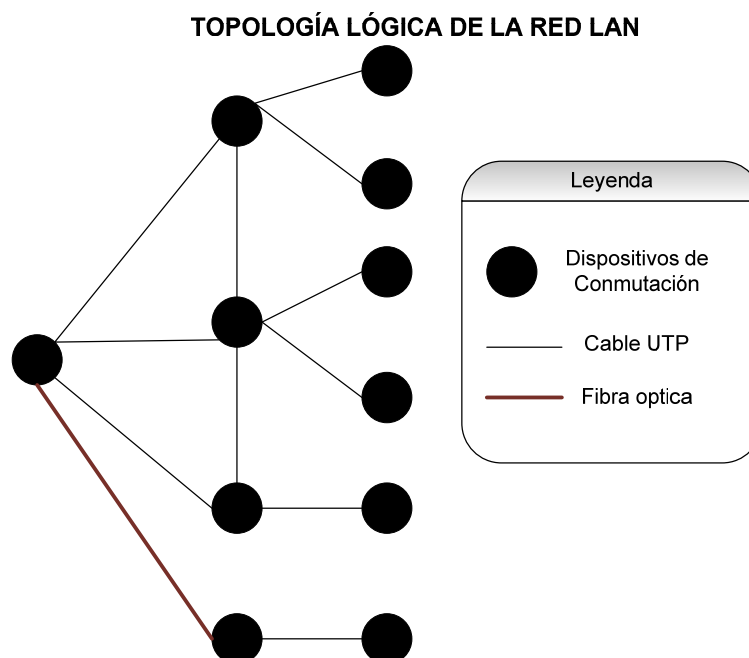 TOPOLOGÍA LÓGICA DE LA RED LAN
Leyenda
Dispositivos de
Conmutación
Cable UTP
Fibra optica